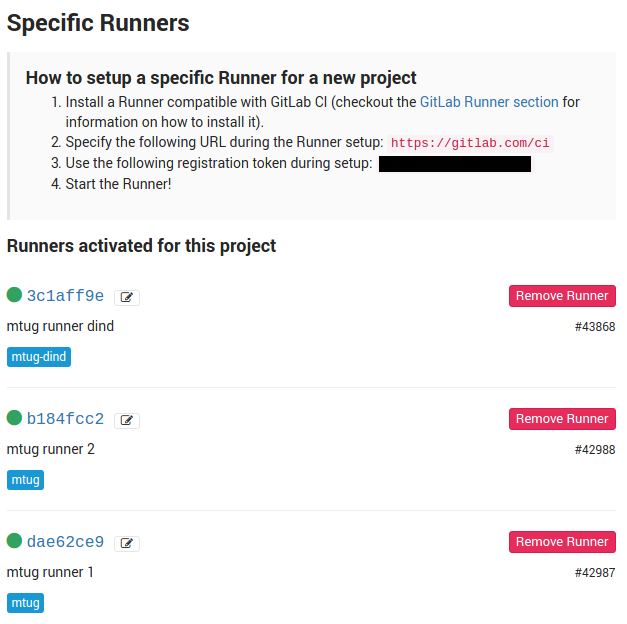 Specific Runners
How to setup a specific Runner for a new project
1. Install a Runner compatible with GitLab CI (checkout the GitLab Runner section for
information on how to install it).
2. Specify the following URL during the Runner setup: https://gitlab.com/ci
3. Use the following registration token during setup:
4. Start the Runner!
Runners activated for this project
3c1aff9e Remove Runner
mtug runner dind #43868
mtug-dind
b184fcc2 Remove Runner
mtug runner 2 #42988
mtug
dae62ce9 Remove Runner
mtug runner 1 #42987
mtug